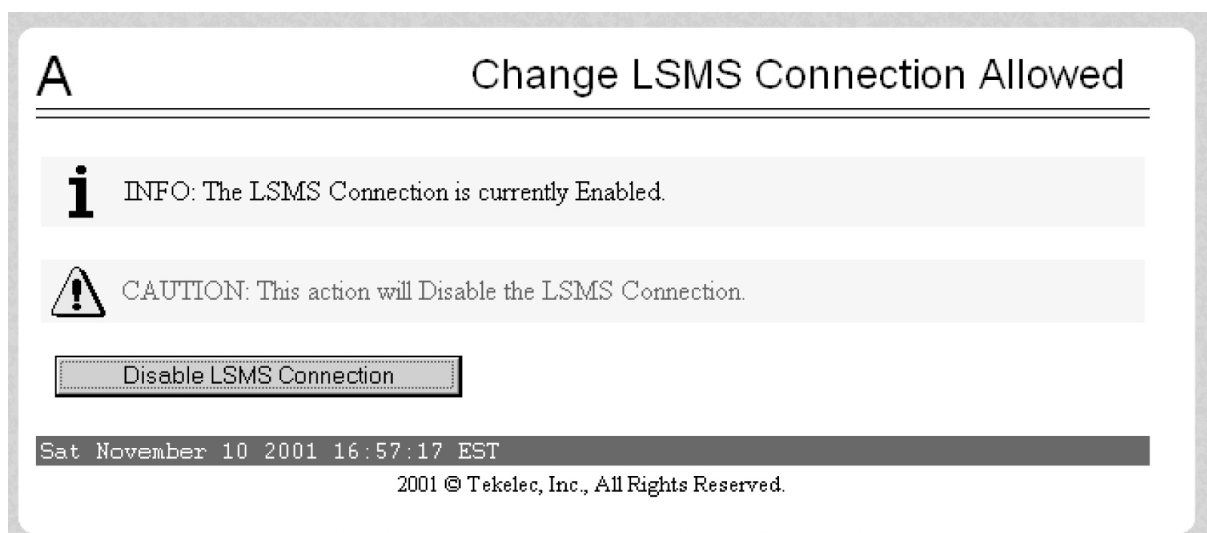 A
Change LSMS Connection Allowed
i
INFO: The LSMS Connection is currently Enabled.
CAUTION: This action will Disable the LSMS Connection.
Disable LSMS Connection
Sat November 10 2001 16:57:17 EST
2001 © Tekelec, Inc., All Rights Reserved.